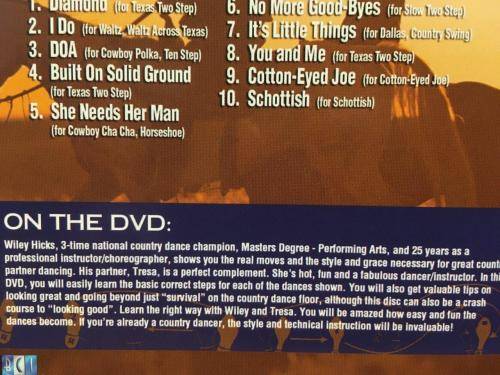 1. Diamond (for Texas Two Step)
2. I Do (for Waltz, Waltz Across Texas)
3. DOA (for Cowboy Polka, Ten Step)
4. Built On Solid Ground
(for Texas Two Step)
5. She Needs Her Man
(for Cowboy Cha Cha, Horseshoe)
6. No More Good-Byes (for Slow Two Step)
7. It's Little Things (for Dallas, Country Swing)
8. You and Me (for Texas Two Step)
9. Cotton-Eyed Joe (for Cotton-Eyed Joe)
10. Schottish (for Schottish)
ON THE DVD:
Wiley Hicks, 3-time national country dance champion, Masters Degree - Performing Arts, and 25 years as a
professional instructor/choreographer, shows you the real moves and the style and grace necessary for great count
partner dancing. His partner, Tresa, is a perfect complement. She's hot, fun and a fabulous dancer/instructor. In thi
DVD, you will easily learn the basic correct steps for each of the dances shown. You will also get valuable tips on
looking great and going beyond just "survival" on the country dance floor, although this disc can also be a crash
course to "looking good". Learn the right way with Wiley and Tresa. You will be amazed how easy and fun the
dances become. If you're already a country dancer, the style and technical instruction will be invaluable!
BCI